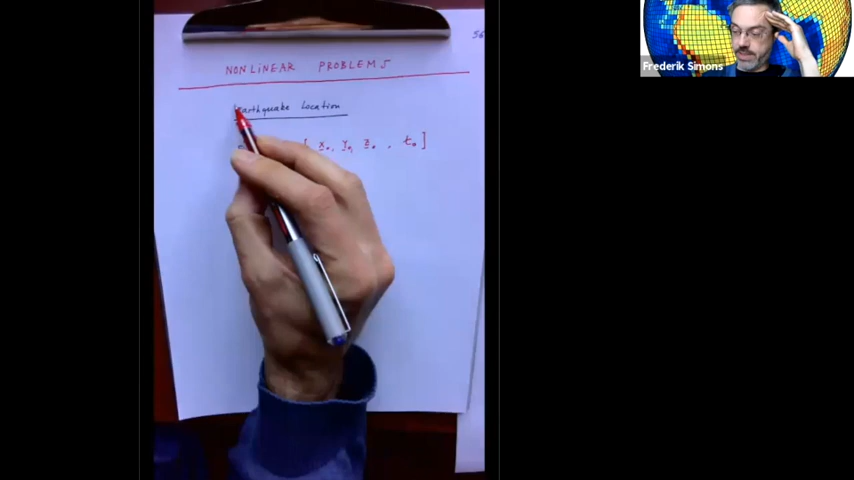 NONLINEAR PROBLEMS
56
Earthquake Location
[ x₀, y₀, z₀ , t₀ ]
Frederik Simons